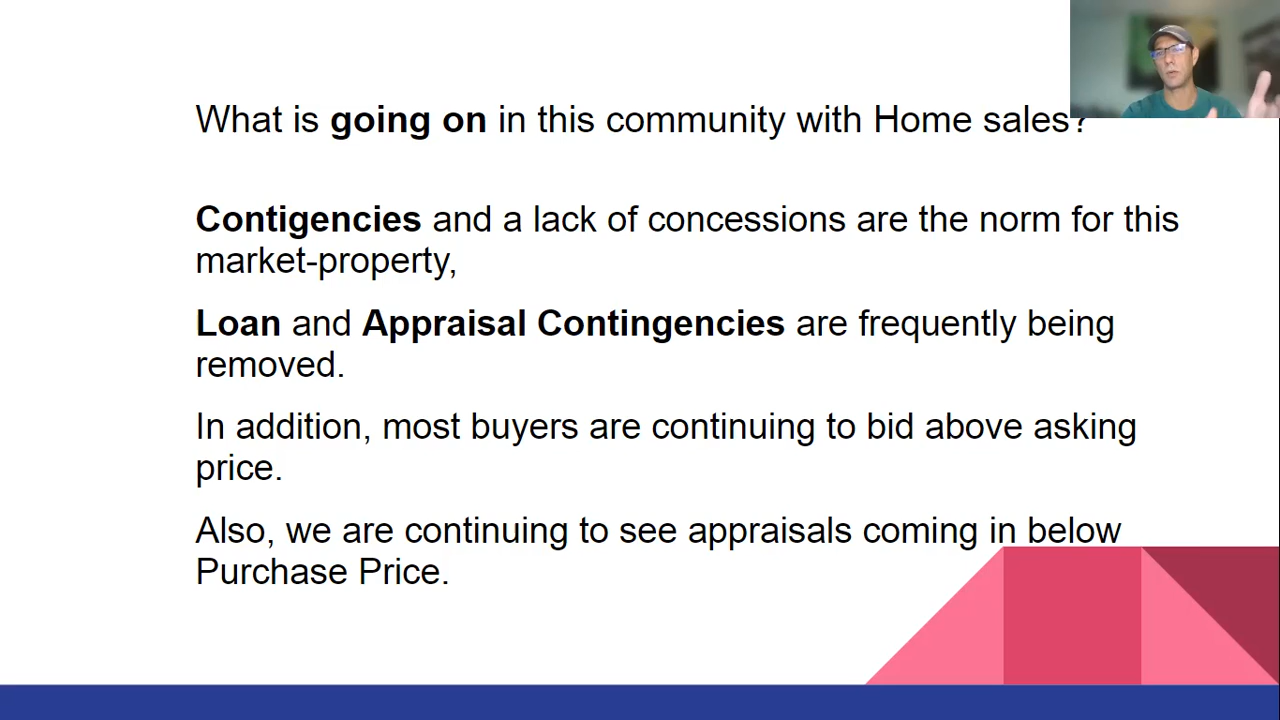 What is going on in this community with Home sales?
Contigencies and a lack of concessions are the norm for this
market-property,
Loan and Appraisal Contingencies are frequently being
removed.
In addition, most buyers are continuing to bid above asking
price.
Also, we are continuing to see appraisals coming in below
Purchase Price.